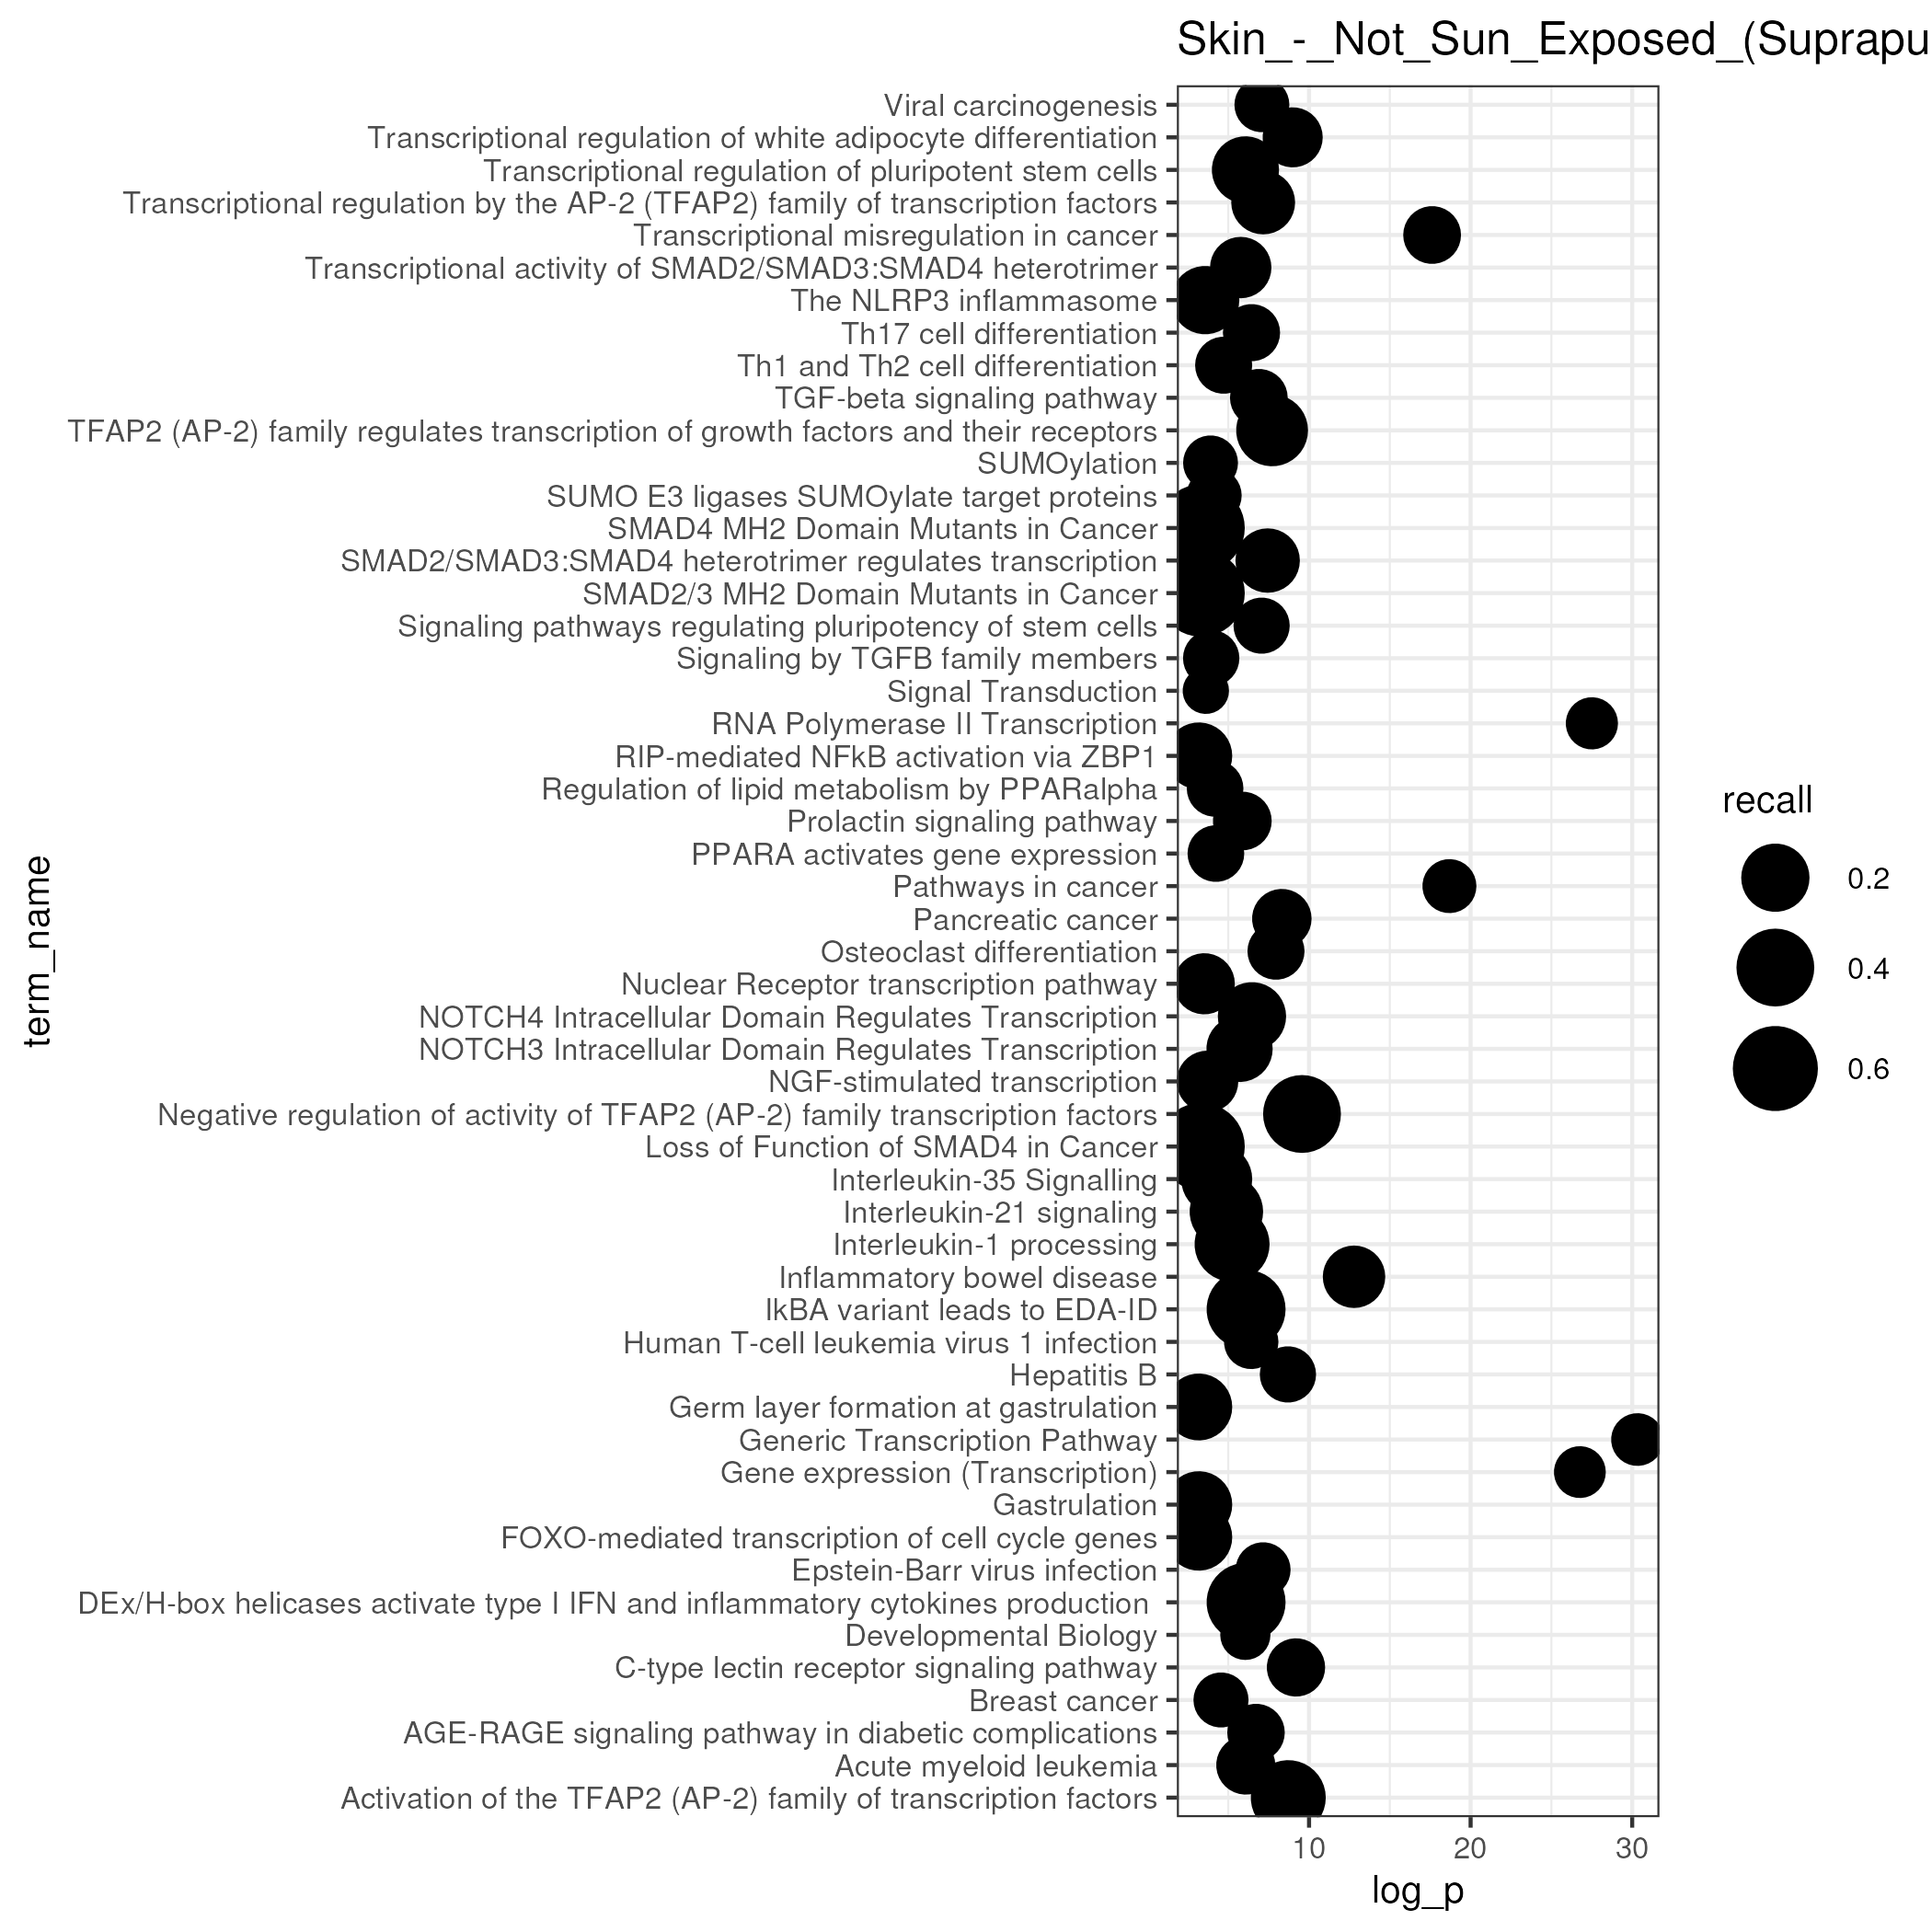 Skin_-_Not_Sun_Exposed_(Suprapu
Viral carcinogenesis
Transcriptional regulation of white adipocyte differentiation
Transcriptional regulation of pluripotent stem cells
Transcriptional regulation by the AP-2 (TFAP2) family of transcription factors
Transcriptional misregulation in cancer
Transcriptional activity of SMAD2/SMAD3:SMAD4 heterotrimer
The NLRP3 inflammasome
Th17 cell differentiation
Th1 and Th2 cell differentiation
TGF-beta signaling pathway
TFAP2 (AP-2) family regulates transcription of growth factors and their receptors
SUMOylation
SUMO E3 ligases SUMOylate target proteins
SMAD4 MH2 Domain Mutants in Cancer
SMAD2/SMAD3:SMAD4 heterotrimer regulates transcription
SMAD2/3 MH2 Domain Mutants in Cancer
Signaling pathways regulating pluripotency of stem cells
Signaling by TGFB family members
Signal Transduction
RNA Polymerase II Transcription
RIP-mediated NFkB activation via ZBP1
Regulation of lipid metabolism by PPARalpha
Prolactin signaling pathway
PPARA activates gene expression
Pathways in cancer
Pancreatic cancer
Osteoclast differentiation
Nuclear Receptor transcription pathway
NOTCH4 Intracellular Domain Regulates Transcription
NOTCH3 Intracellular Domain Regulates Transcription
NGF-stimulated transcription
Negative regulation of activity of TFAP2 (AP-2) family transcription factors
Loss of Function of SMAD4 in Cancer
Interleukin-35 Signalling
Interleukin-21 signaling
Interleukin-1 processing
Inflammatory bowel disease
IkBA variant leads to EDA-ID
Human T-cell leukemia virus 1 infection
Hepatitis B
Germ layer formation at gastrulation
Generic Transcription Pathway
Gene expression (Transcription)
Gastrulation
FOXO-mediated transcription of cell cycle genes
Epstein-Barr virus infection
DEx/H-box helicases activate type I IFN and inflammatory cytokines production
Developmental Biology
C-type lectin receptor signaling pathway
Breast cancer
AGE-RAGE signaling pathway in diabetic complications
Acute myeloid leukemia
Activation of the TFAP2 (AP-2) family of transcription factors
term_name
10 20 30
log_p
recall
0.2
0.4
0.6